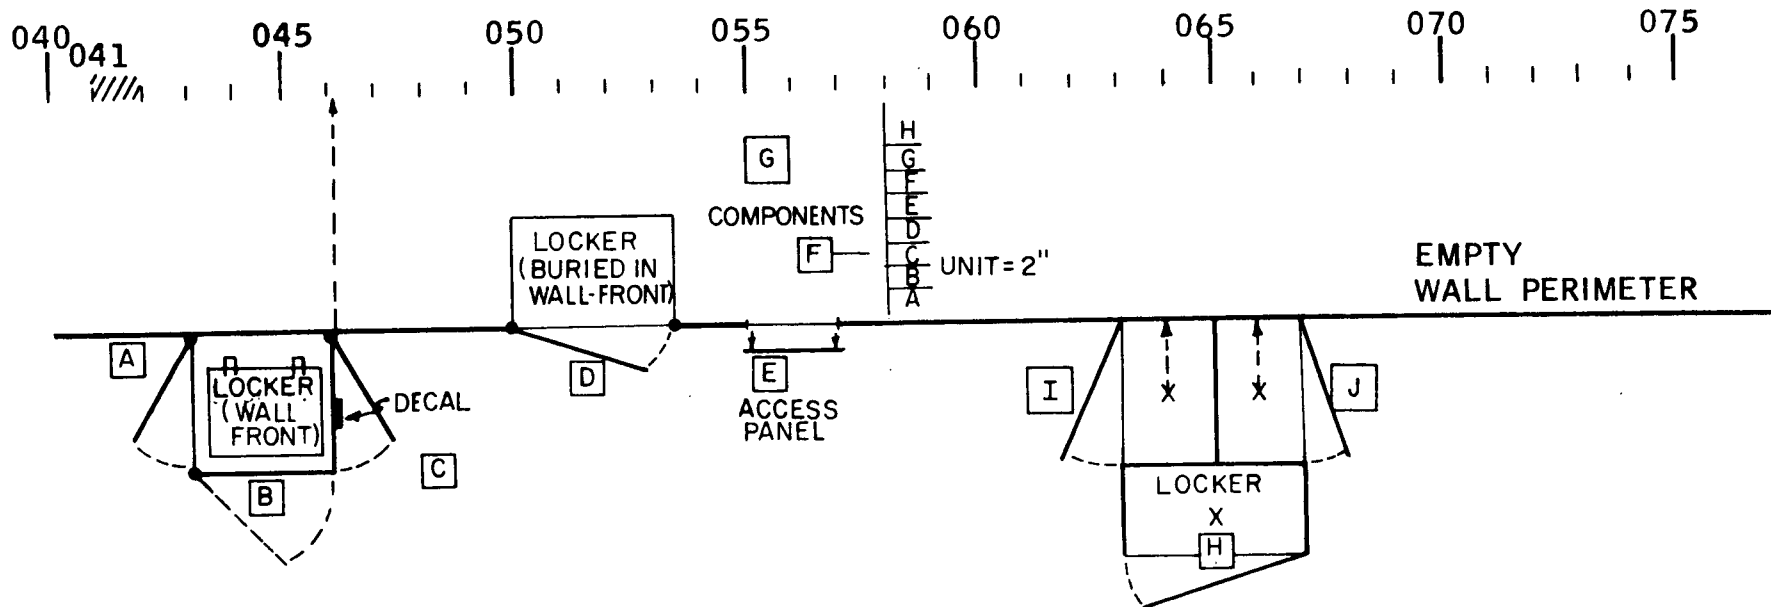 040 041 045 050 055 060 065 070 075
H
G
G
F
COMPONENTS
E
D
F
C
UNIT = 2"
B
A
LOCKER
(BURIED IN
WALL-FRONT)
EMPTY
WALL PERIMETER
A
LOCKER
(WALL
FRONT)
DECAL
B
C
D
E
ACCESS
PANEL
I
X
X
J
LOCKER
X
H